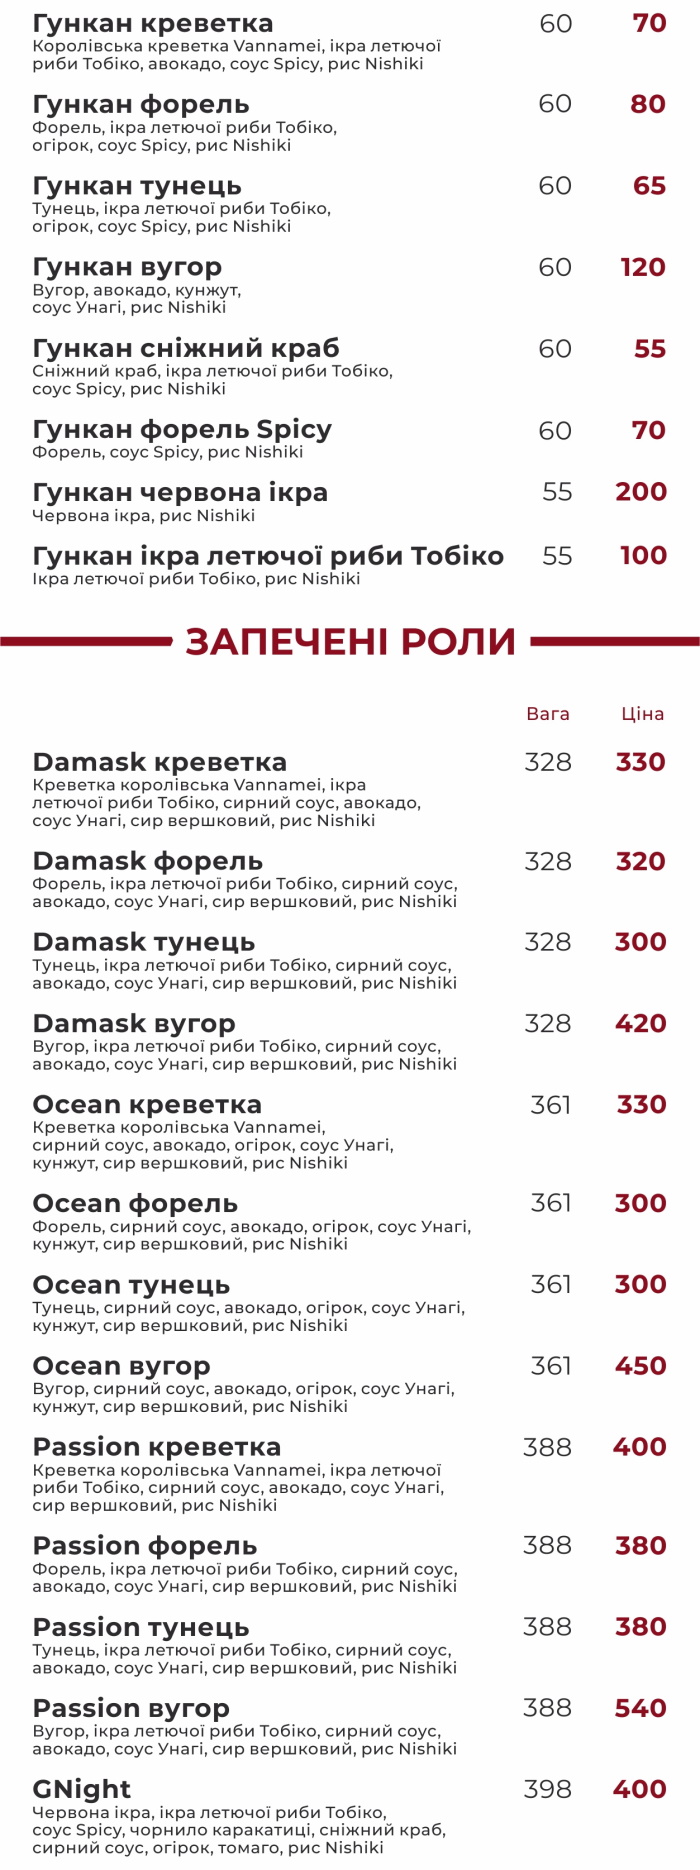 Гункан креветка 60 70
Королівська креветка Vannamei, ікра летючої
риби Тобіко, авокадо, соус Spicy, рис Nishiki
Гункан форель 60 80
Форель, ікра летючої риби Тобіко,
огірок, соус Spicy, рис Nishiki
Гункан тунець 60 65
Тунець, ікра летючої риби Тобіко,
огірок, соус Spicy, рис Nishiki
Гункан вугор 60 120
Вугор, авокадо, кунжут,
соус Унагі, рис Nishiki
Гункан сніжний краб 60 55
Сніжний краб, ікра летючої риби Тобіко,
соус Spicy, рис Nishiki
Гункан форель Spicy 60 70
Форель, соус Spicy, рис Nishiki
Гункан червона ікра 55 200
Червона ікра, рис Nishiki
Гункан ікра летючої риби Тобіко 55 100
Ікра летючої риби Тобіко, рис Nishiki
ЗАПЕЧЕНІ РОЛИ
Вага Ціна
Damask креветка 328 330
Креветка королівська Vannamei, ікра
летючої риби Тобіко, сирний соус, авокадо,
соус Унагі, сир вершковий, рис Nishiki
Damask форель 328 320
Форель, ікра летючої риби Тобіко, сирний соус,
авокадо, соус Унагі, сир вершковий, рис Nishiki
Damask тунець 328 300
Тунець, ікра летючої риби Тобіко, сирний соус,
авокадо, соус Унагі, сир вершковий, рис Nishiki
Damask вугор 328 420
Вугор, ікра летючої риби Тобіко, сирний соус,
авокадо, соус Унагі, сир вершковий, рис Nishiki
Ocean креветка 361 330
Креветка королівська Vannamei,
сирний соус, авокадо, огірок, соус Унагі,
кунжут, сир вершковий, рис Nishiki
Ocean форель 361 300
Форель, сирний соус, авокадо, огірок, соус Унагі,
кунжут, сир вершковий, рис Nishiki
Ocean тунець 361 300
Тунець, сирний соус, авокадо, огірок, соус Унагі,
кунжут, сир вершковий, рис Nishiki
Ocean вугор 361 450
Вугор, сирний соус, авокадо, огірок, соус Унагі,
кунжут, сир вершковий, рис Nishiki
Passion креветка 388 400
Креветка королівська Vannamei, ікра летючої
риби Тобіко, сирний соус, авокадо, соус Унагі,
сир вершковий, рис Nishiki
Passion форель 388 380
Форель, ікра летючої риби Тобіко, сирний соус,
авокадо, соус Унагі, сир вершковий, рис Nishiki
Passion тунець 388 380
Тунець, ікра летючої риби Тобіко, сирний соус,
авокадо, соус Унагі, сир вершковий, рис Nishiki
Passion вугор 388 540
Вугор, ікра летючої риби Тобіко, сирний соус,
авокадо, соус Унагі, сир вершковий, рис Nishiki
GNight 398 400
Червона ікра, ікра летючої риби Тобіко,
соус Spicy, чорнило каракатиці, сніжний краб,
сирний соус, огірок, томаго, рис Nishiki